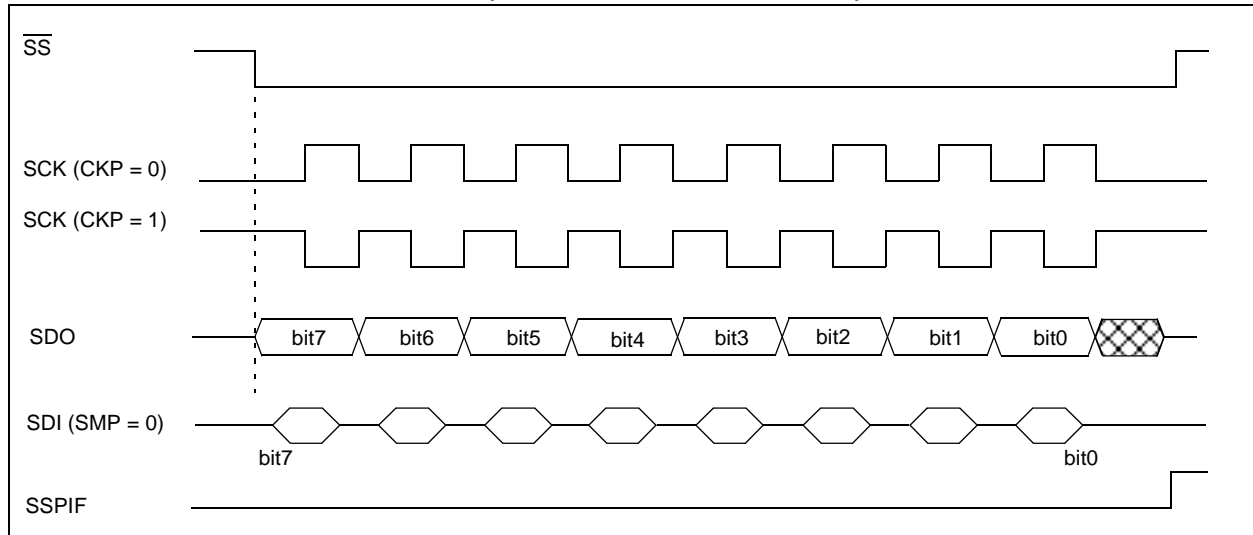 SS
SCK (CKP = 0)
SCK (CKP = 1)
SDO bit7 bit6 bit5 bit4 bit3 bit2 bit1 bit0
SDI (SMP = 0)
bit7 bit0
SSPIF